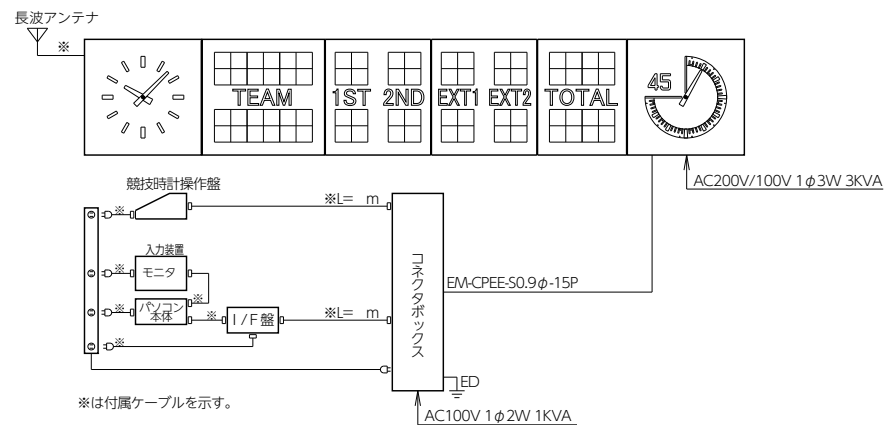 長波アンテナ
※
TEAM 1ST 2ND EXT1 EXT2 TOTAL 45
AC200V/100V 1φ3W 3KVA
競技時計操作盤
※ ※L= m
入力装置
※ モニタ
※ パソコン本体 ※
※ I/F盤 ※L= m
※
コネクタボックス
EM-CPEE-S0.9φ-15P
ED
※は付属ケーブルを示す。
AC100V 1φ2W 1KVA